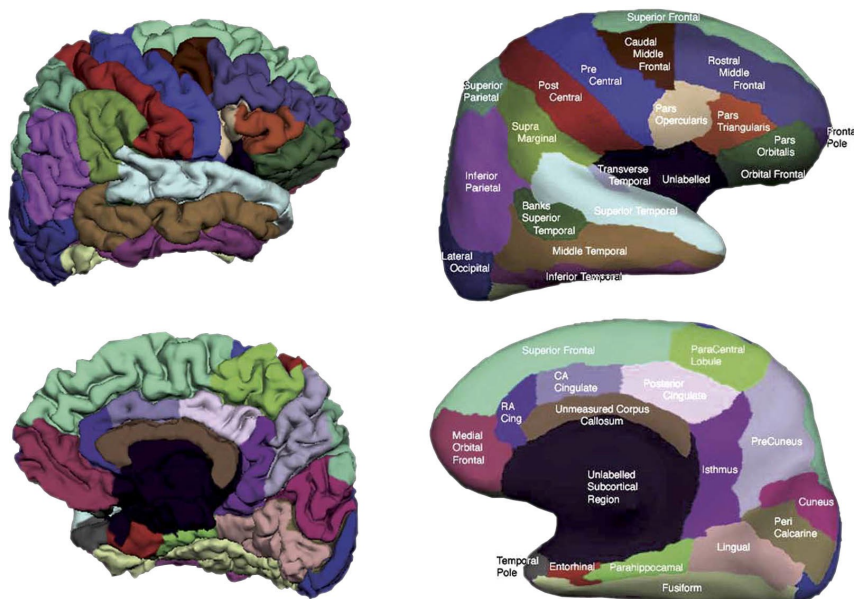 Superior Frontal
Caudal
Middle
Frontal
Rostral
Middle
Frontal
Pre
Central
Superior
Parietal
Post
Central
Pars
Opercularis
Pars
Triangularis
Supra
Marginal
Pars
Orbitalis
Fronta
Pole
Transverse
Temporal
Unlabelled
Orbital Frontal
Inferior
Parietal
Banks
Superior
Temporal
Superior Temporal
Middle Temporal
Lateral
Occipital
Inferior Temporal
Superior Frontal
ParaCentral
Lobule
CA
Cingulate
Posterior
Cingulate
RA
Cing
Unmeasured Corpus
Callosum
Medial
Orbital
Frontal
PreCuneus
Isthmus
Unlabelled
Subcortical
Region
Cuneus
Peri
Calcarine
Lingual
Temporal
Pole
Entorhinal
Parahippocampal
Fusiform